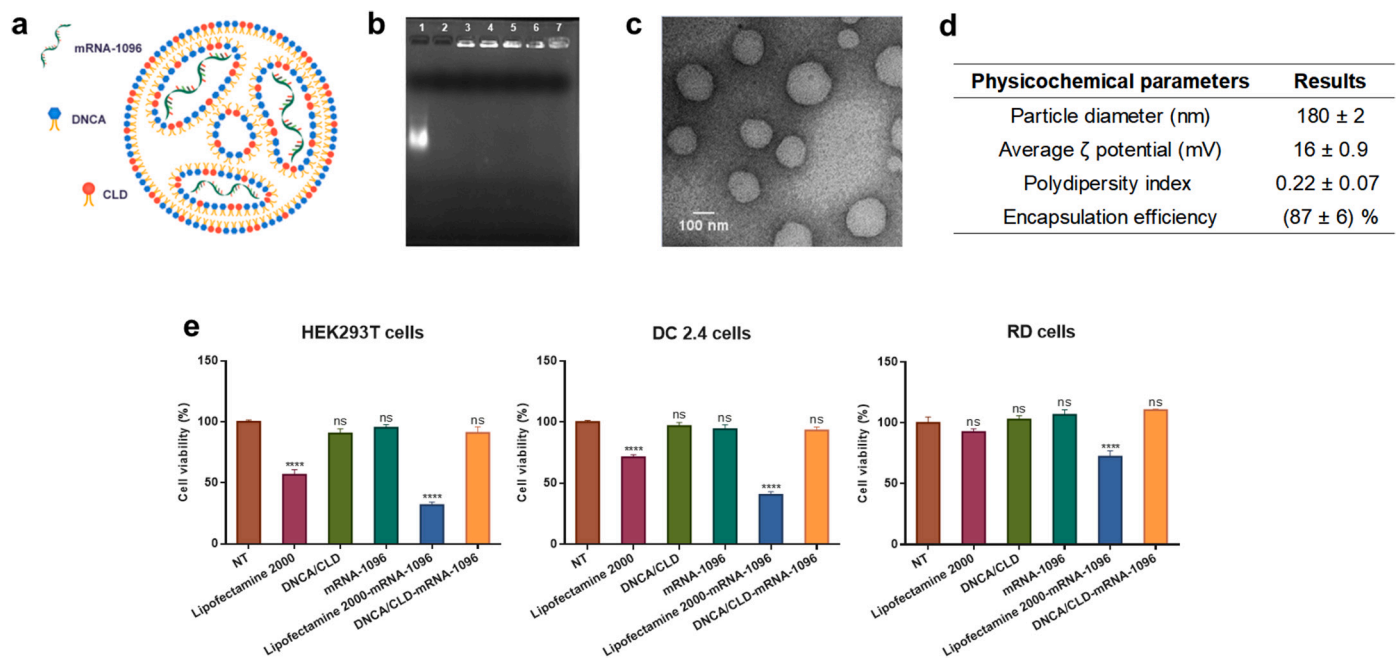 a
mRNA-1096
DNCA
CLD
b
1 2 3 4 5 6 7
c
100 nm
d
Physicochemical parameters Results
Particle diameter (nm) 180 ± 2
Average ζ potential (mV) 16 ± 0.9
Polydipersity index 0.22 ± 0.07
Encapsulation efficiency (87 ± 6) %
e
HEK293T cells
Cell viability (%)
150
100
50
0
****
ns
ns
****
ns
NT
Lipofectamine 2000
DNCA/CLD
mRNA-1096
Lipofectamine 2000-mRNA-1096
DNCA/CLD-mRNA-1096
DC 2.4 cells
Cell viability (%)
150
100
50
0
****
ns
ns
****
ns
NT
Lipofectamine 2000
DNCA/CLD
mRNA-1096
Lipofectamine 2000-mRNA-1096
DNCA/CLD-mRNA-1096
RD cells
Cell viability (%)
150
100
50
0
ns
ns
ns
****
ns
NT
Lipofectamine 2000
DNCA/CLD
mRNA-1096
Lipofectamine 2000-mRNA-1096
DNCA/CLD-mRNA-1096